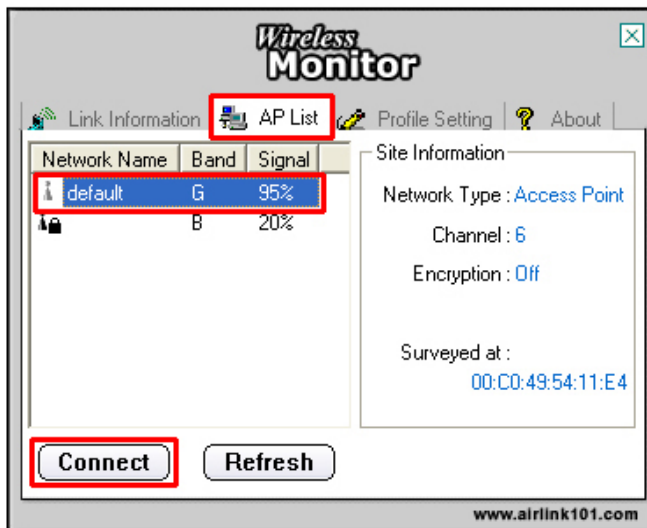 Wireless
Monitor
Link Information AP List Profile Setting ? About
Network Name Band Signal
default G 95%
B 20%
Site Information
Network Type : Access Point
Channel : 6
Encryption : Off
Surveyed at :
00:C0:49:54:11:E4
Connect Refresh
www.airlink101.com